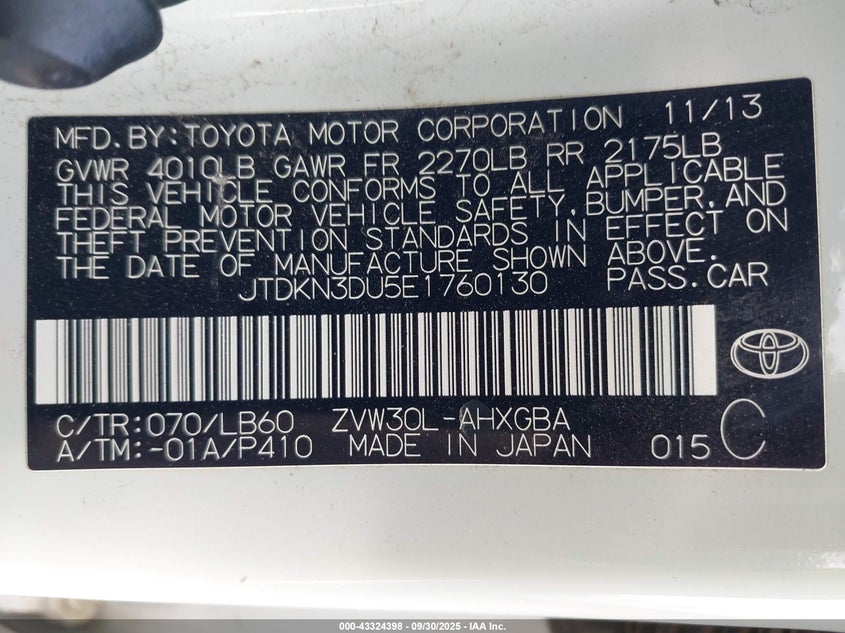 MFD.BY:TOYOTA MOTOR CORPORATION 11/13
GVWR 4010LB GAWR FR 2270LB RR 2175LB
THIS VEHICLE CONFORMS TO ALL APPLICABLE
FEDERAL MOTOR VEHICLE SAFETY,BUMPER,AND
THEFT PREVENTION STANDARDS IN EFFECT ON
THE DATE OF MANUFACTURE SHOWN ABOVE.
JTDKN3DU5E1760130 PASS.CAR
C/TR:070/LB60 ZVW30L-AHXGBA
A/TM:-01A/P410 MADE IN JAPAN 015 C
000-43324398 - 09/30/2025 - IAA Inc.